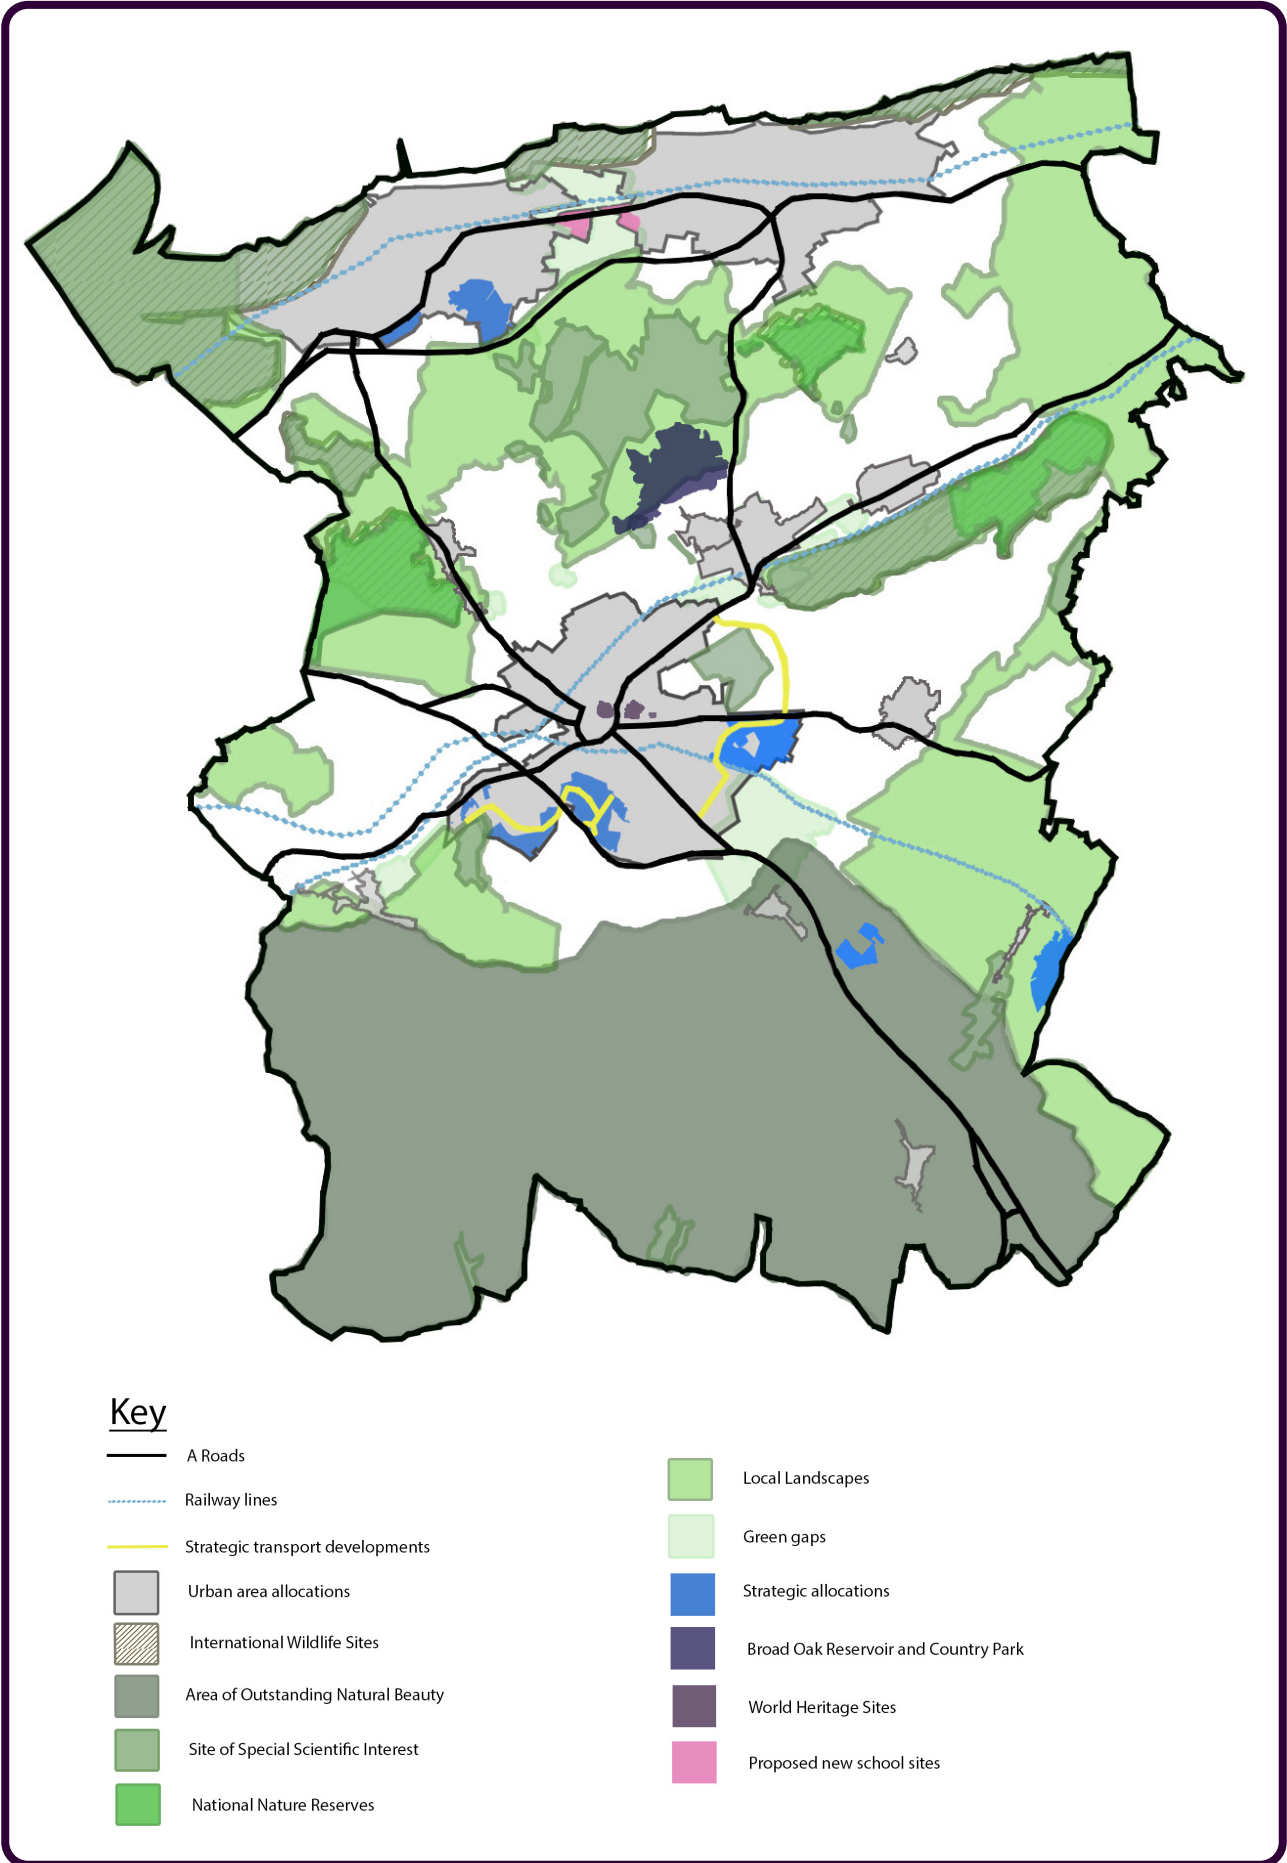 Key
A Roads
Railway lines
Strategic transport developments
Urban area allocations
International Wildlife Sites
Area of Outstanding Natural Beauty
Site of Special Scientific Interest
National Nature Reserves
Local Landscapes
Green gaps
Strategic allocations
Broad Oak Reservoir and Country Park
World Heritage Sites
Proposed new school sites